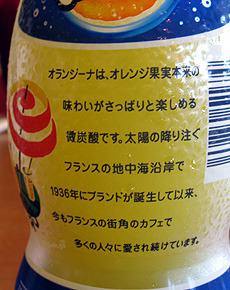 オランジーナは、オレンジ果実本来の
味わいがさっぱりと楽しめる
微炭酸です。太陽の降り注ぐ
フランスの地中海沿岸で
1936年にブランドが誕生して以来、
今もフランスの街角のカフェで
多くの人々に愛され続けています。